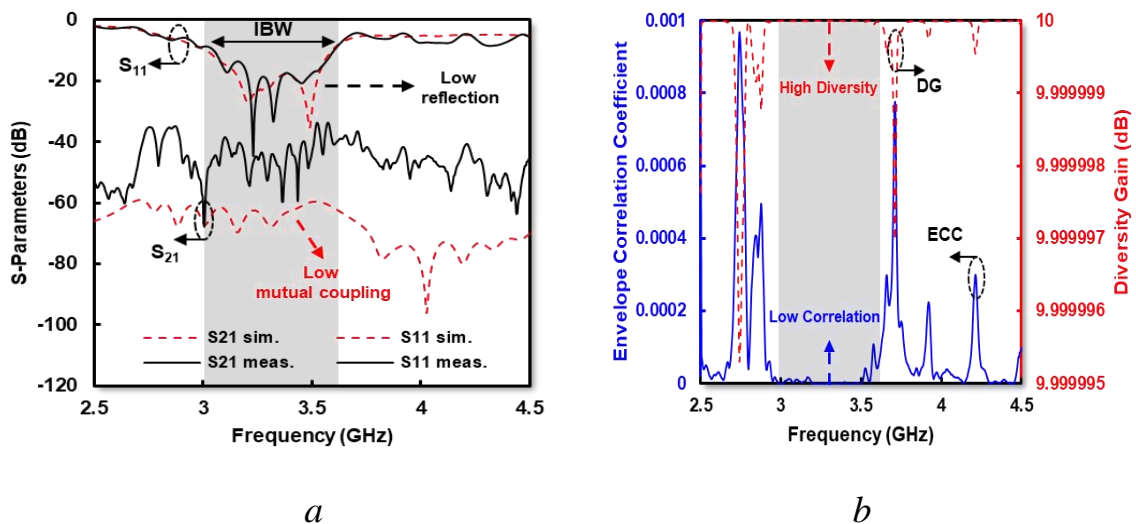 0
-20
-40
-60
-80
-100
-120
S-Parameters (dB)
IBW
S11
Low
reflection
S21
Low
mutual coupling
S21 sim.
S11 sim.
S21 meas.
S11 meas.
2.5
3
3.5
4
4.5
Frequency (GHz)
a
0.001
0.0008
0.0006
0.0004
0.0002
0
Envelope Correlation Coefficient
High Diversity
DG
ECC
Low Correlation
10
9.999999
9.999998
9.999997
9.999996
9.999995
Diversity Gain (dB)
2.5
3
3.5
4
4.5
Frequency (GHz)
b